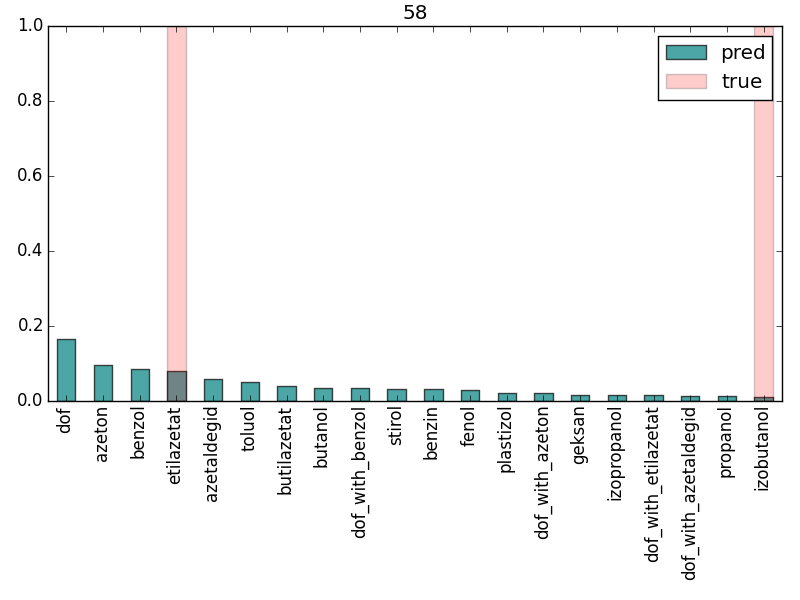 58
pred
true
1.0
0.8
0.6
0.4
0.2
0.0
dof
azeton
benzol
etilazetat
azetaldegid
toluol
butilazetat
butanol
dof_with_benzol
stirol
benzin
fenol
plastizol
dof_with_azeton
geksan
izopropanol
dof_with_etilazetat
dof_with_azetaldegid
propanol
izobutanol